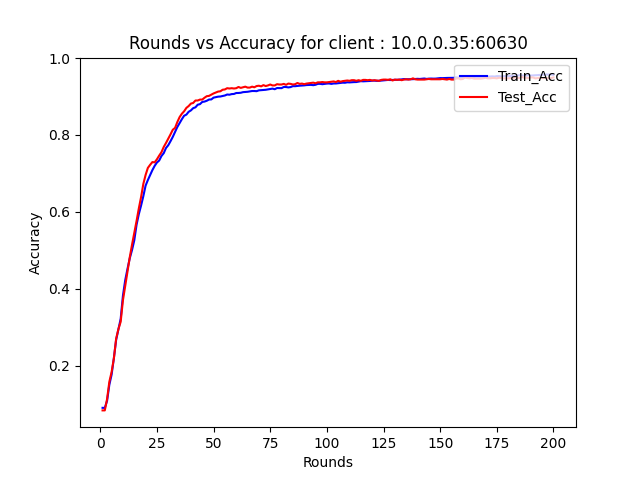 Rounds vs Accuracy for client : 10.0.0.35:60630
1.0
0.8
0.6
0.4
0.2
Accuracy
Train_Acc
Test_Acc
0 25 50 75 100 125 150 175 200
Rounds